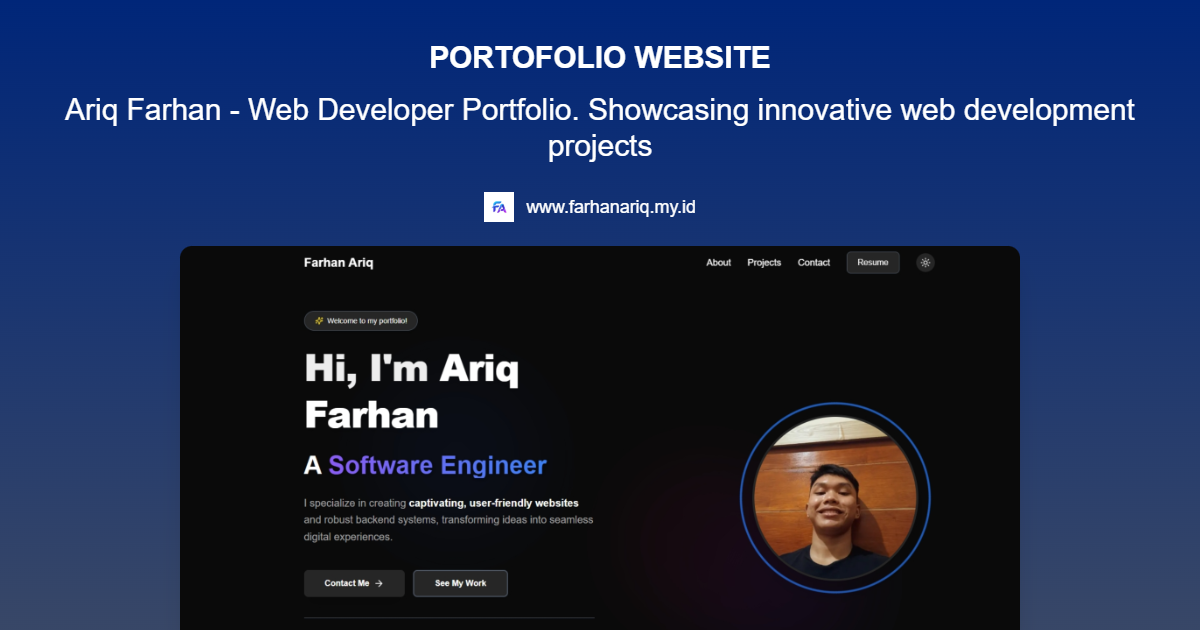 PORTOFOLIO WEBSITE
Ariq Farhan - Web Developer Portfolio. Showcasing innovative web development
projects
FA
www.farhanariq.my.id
Farhan Ariq
About
Projects
Contact
Resume
Welcome to my portfolio!
Hi, I'm Ariq
Farhan
A Software Engineer
I specialize in creating captivating, user-friendly websites
and robust backend systems, transforming ideas into seamless
digital experiences.
Contact Me →
See My Work